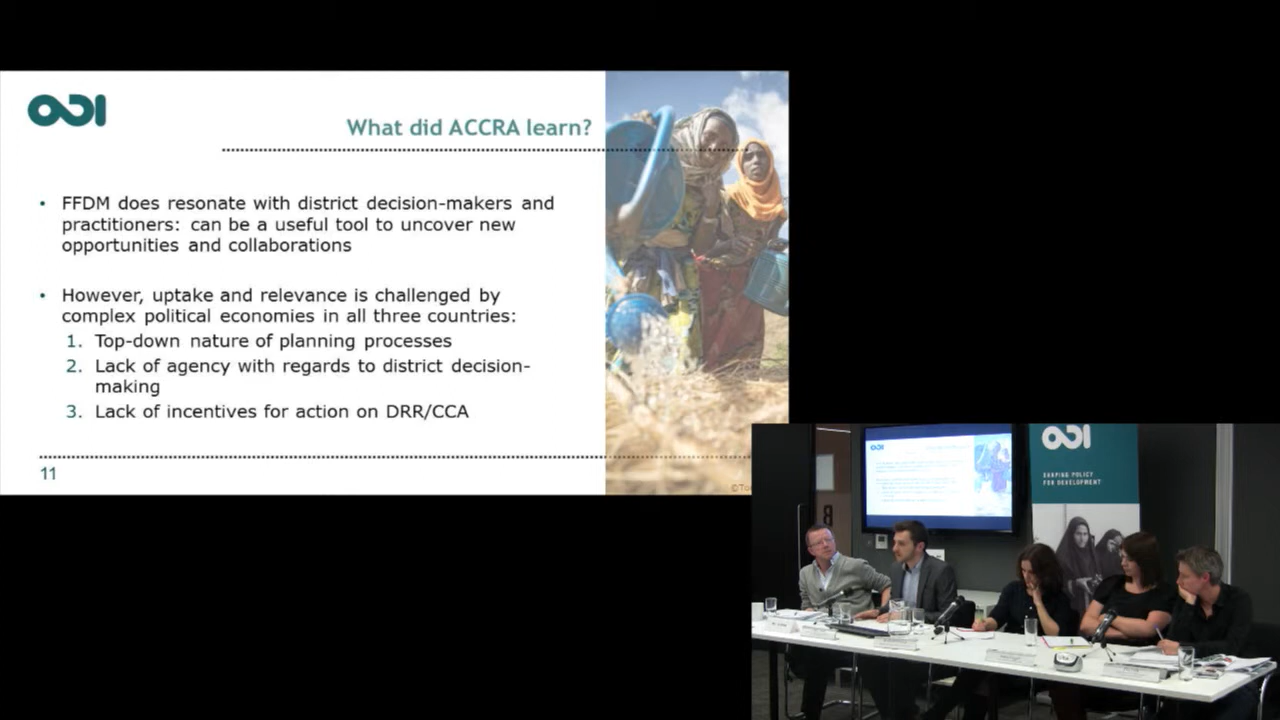 ODI
What did ACCRA learn?
• FFDM does resonate with district decision-makers and
practitioners: can be a useful tool to uncover new
opportunities and collaborations
• However, uptake and relevance is challenged by
complex political economies in all three countries:
1. Top-down nature of planning processes
2. Lack of agency with regards to district decision-
making
3. Lack of incentives for action on DRR/CCA
11
ODI
SHAPING POLICY
FOR DEVELOPMENT